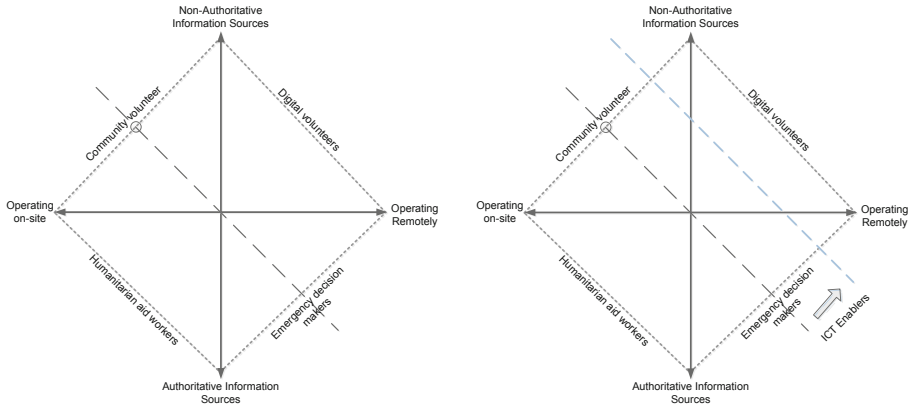 Non-Authoritative
Information Sources
Community volunteer
Digital volunteers
Operating
on-site
Operating
Remotely
Humanitarian aid workers
Emergency decision
makers
Authoritative Information
Sources
Non-Authoritative
Information Sources
Community volunteer
Digital volunteers
Operating
on-site
Operating
Remotely
Humanitarian aid workers
Emergency decision
makers
ICT Enablers
Authoritative Information
Sources